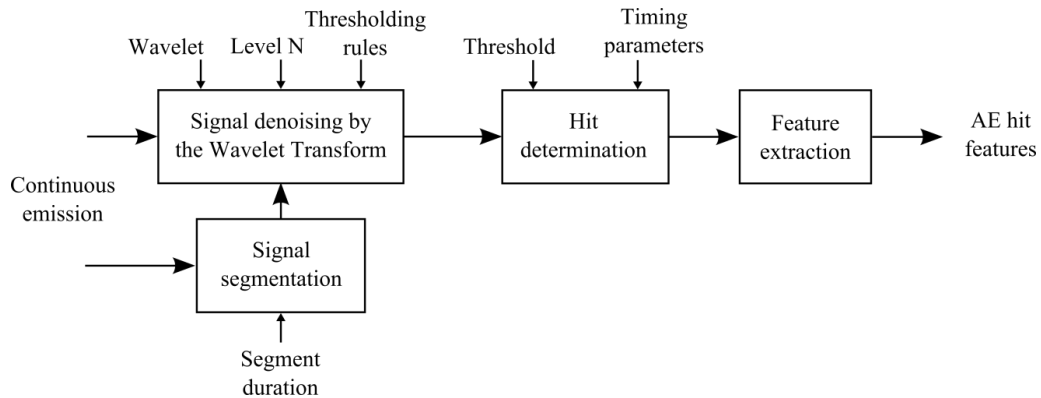 Wavelet
Level N
Thresholding
rules
Threshold
Timing
parameters
Signal denoising by
the Wavelet Transform
Hit
determination
Feature
extraction
AE hit
features
Continuous
emission
Signal
segmentation
Segment
duration